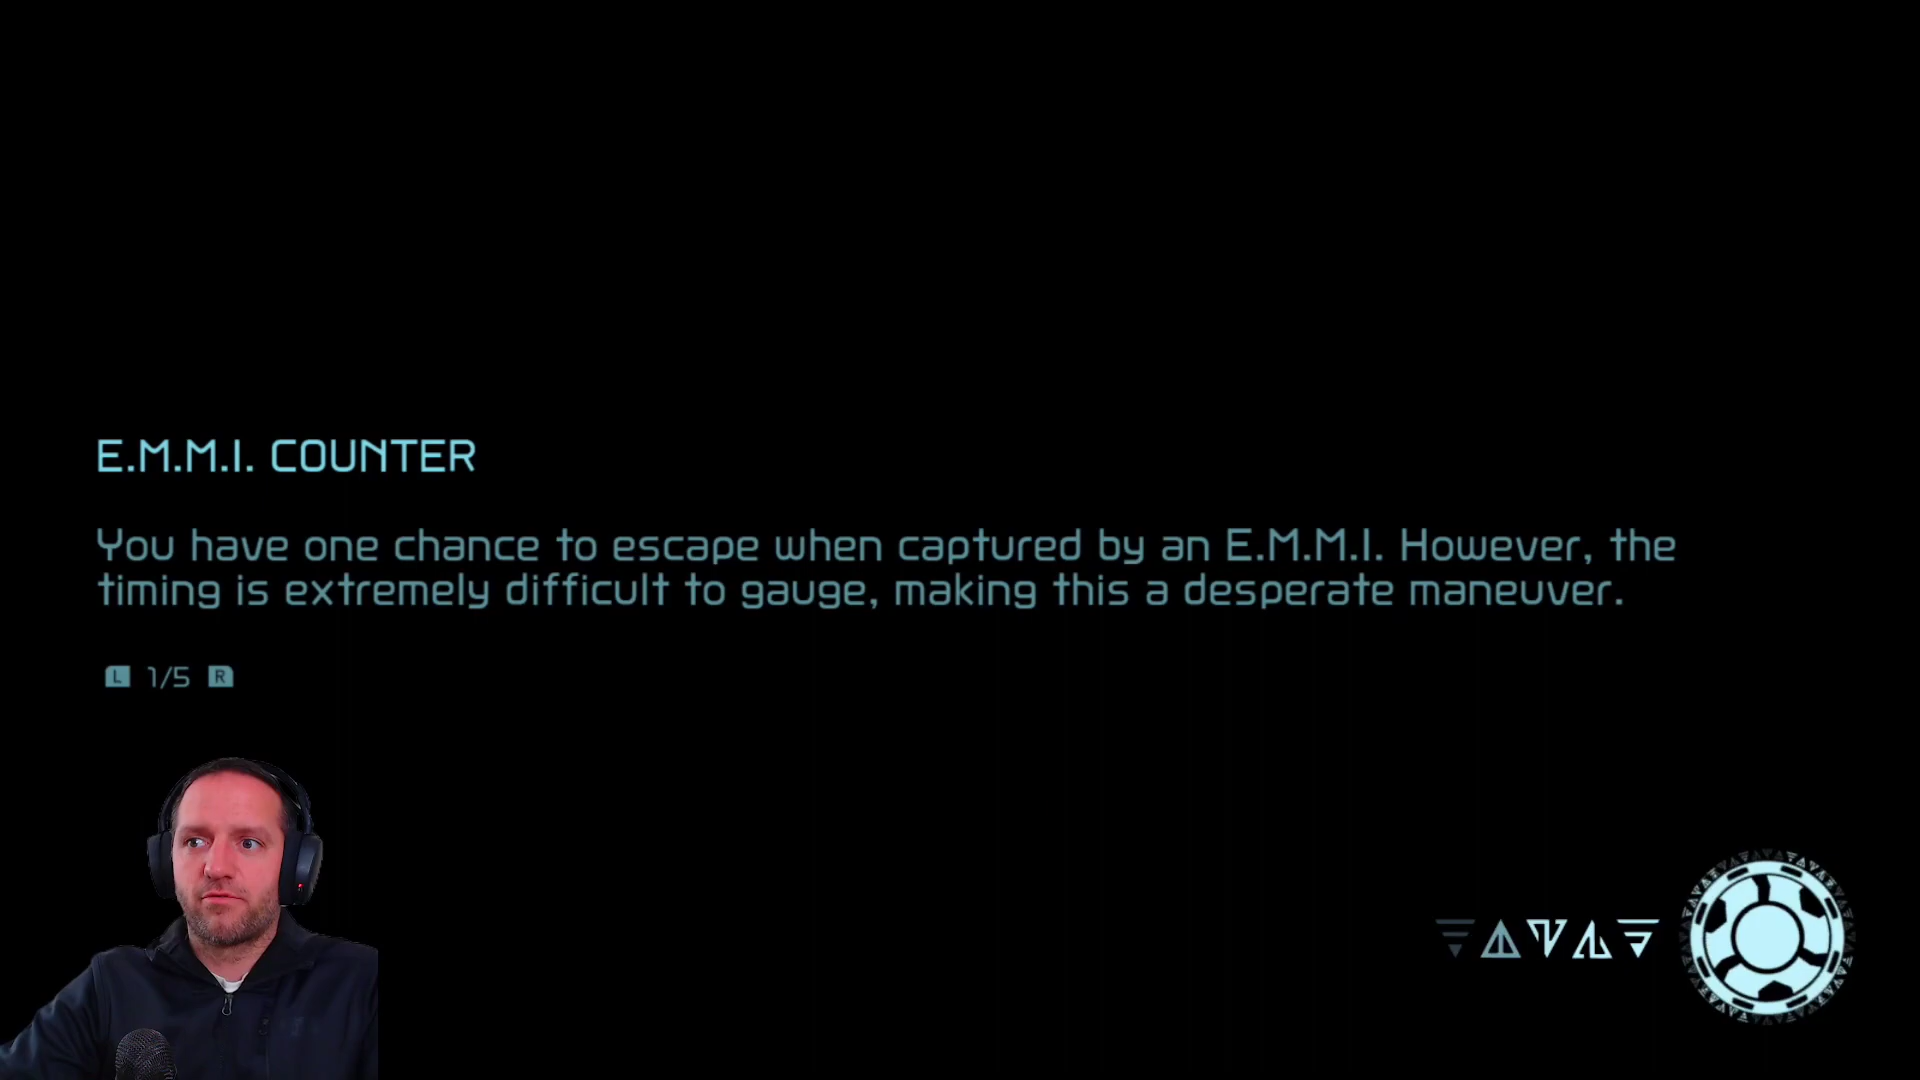 E.M.M.I. COUNTER
You have one chance to escape when captured by an E.M.M.I. However, the
timing is extremely difficult to gauge, making this a desperate maneuver.
L 1/5 R